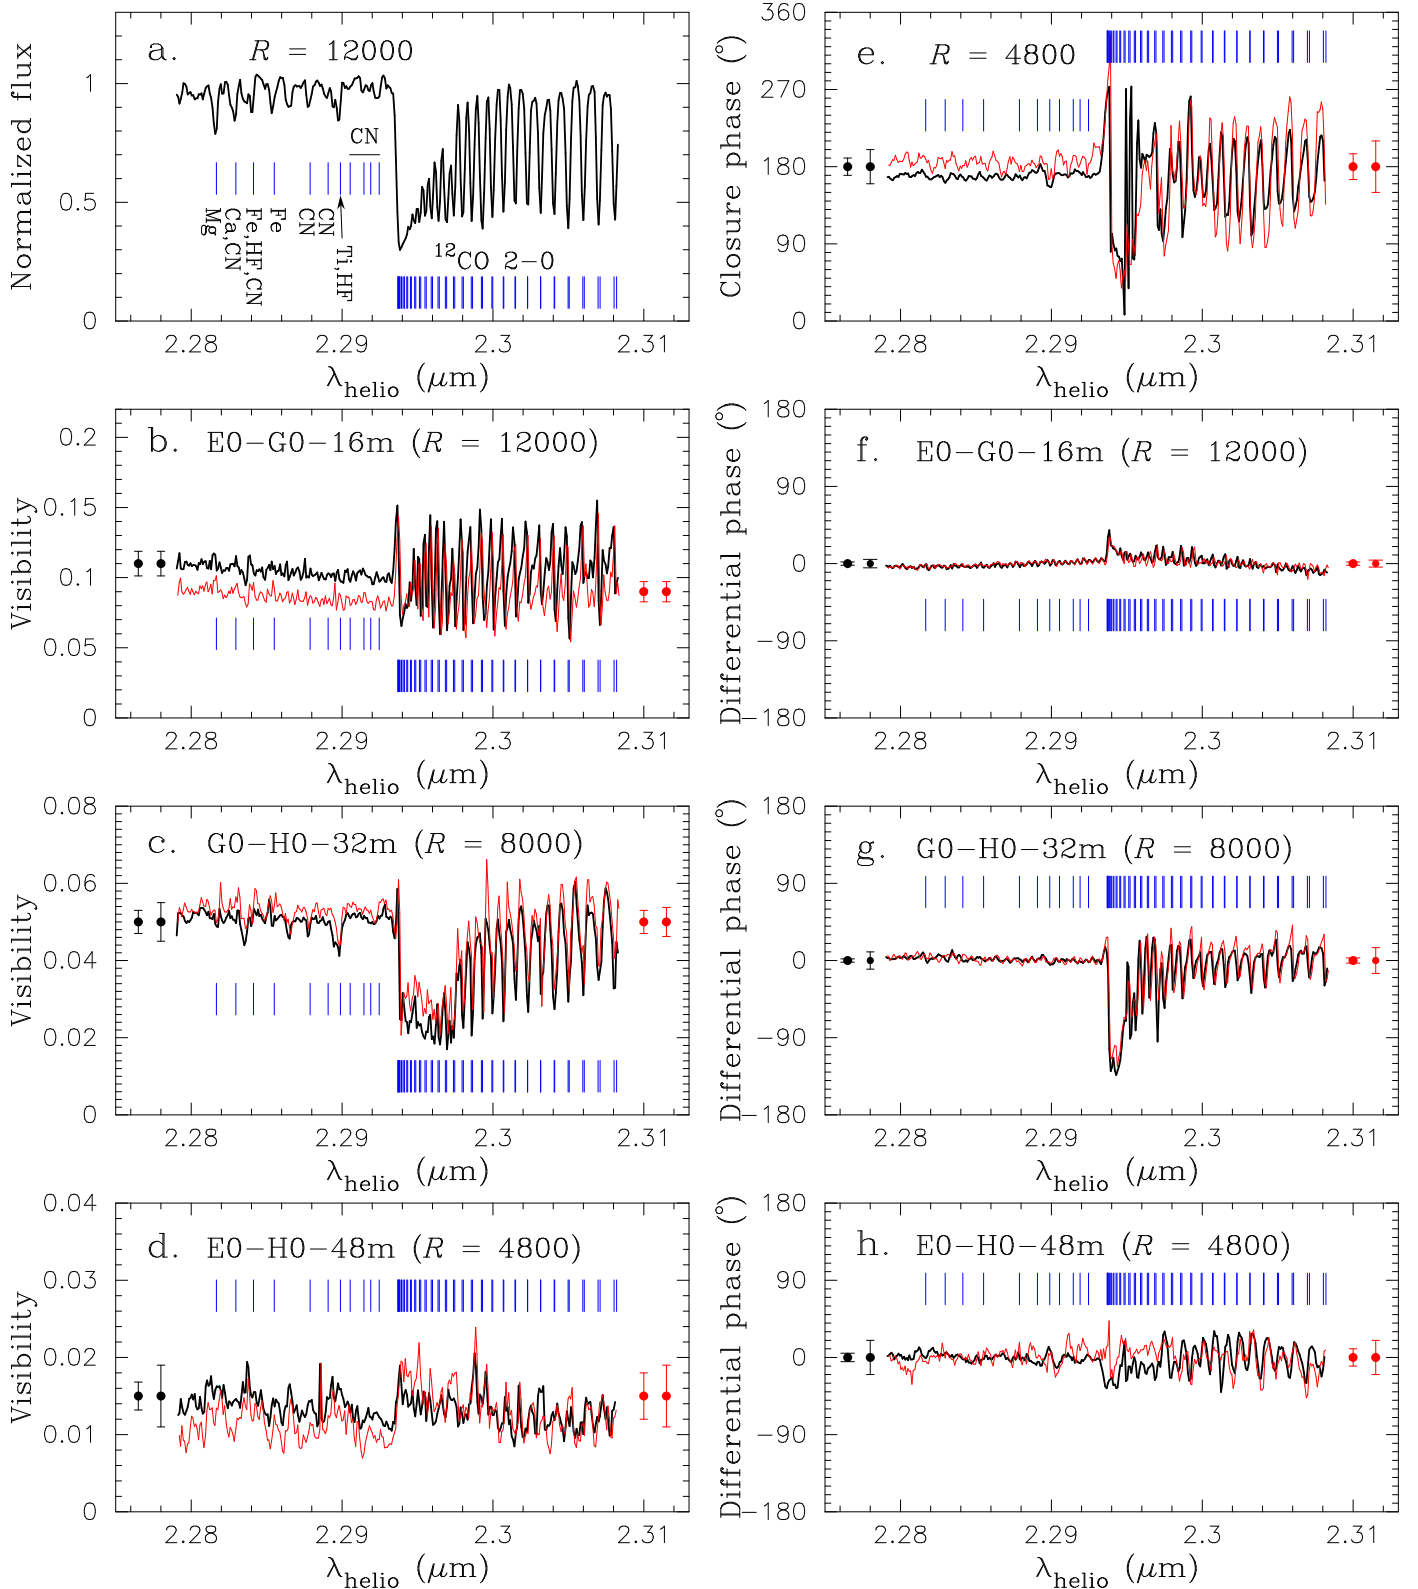 a. R = 12000
Normalized flux
1
0.5
0
CN
Mg
Ca,CN
Fe,HF,CN
Fe
CN
CN
Ti,HF
12CO 2−0
2.28 2.29 2.3 2.31
λhelio (μm)
e. R = 4800
Closure phase (°)
360
270
180
90
0
2.28 2.29 2.3 2.31
λhelio (μm)
b. E0−G0−16m (R = 12000)
Visibility
0.2
0.15
0.1
0.05
0
2.28 2.29 2.3 2.31
λhelio (μm)
f. E0−G0−16m (R = 12000)
Differential phase (°)
180
90
0
−90
−180
2.28 2.29 2.3 2.31
λhelio (μm)
c. G0−H0−32m (R = 8000)
Visibility
0.08
0.06
0.04
0.02
0
2.28 2.29 2.3 2.31
λhelio (μm)
g. G0−H0−32m (R = 8000)
Differential phase (°)
180
90
0
−90
−180
2.28 2.29 2.3 2.31
λhelio (μm)
d. E0−H0−48m (R = 4800)
Visibility
0.04
0.03
0.02
0.01
0
2.28 2.29 2.3 2.31
λhelio (μm)
h. E0−H0−48m (R = 4800)
Differential phase (°)
180
90
0
−90
−180
2.28 2.29 2.3 2.31
λhelio (μm)